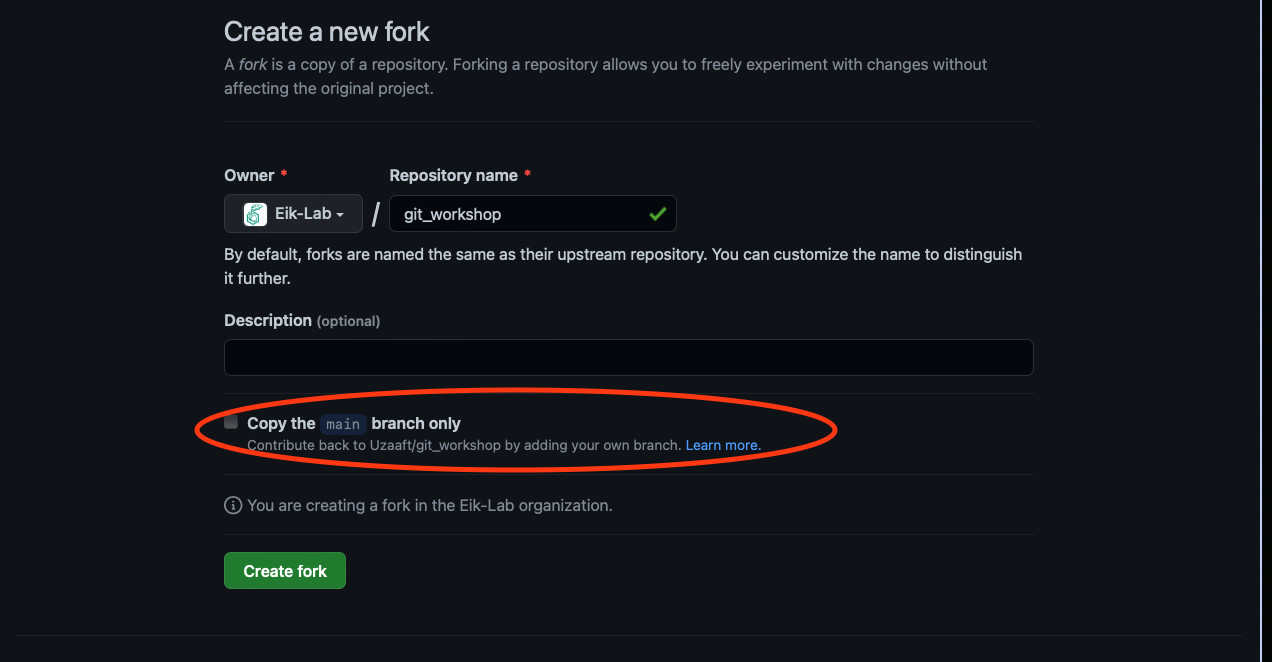 Create a new fork
A fork is a copy of a repository. Forking a repository allows you to freely experiment with changes without
affecting the original project.
Owner * Repository name *
Eik-Lab / git_workshop
By default, forks are named the same as their upstream repository. You can customize the name to distinguish
it further.
Description (optional)
Copy the main branch only
Contribute back to Uzaaft/git_workshop by adding your own branch. Learn more.
You are creating a fork in the Eik-Lab organization.
Create fork